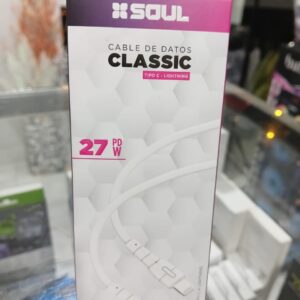 SOUL
CABLE DE DATOS
CLASSIC
TIPO C - LIGHTNING
27 PD W